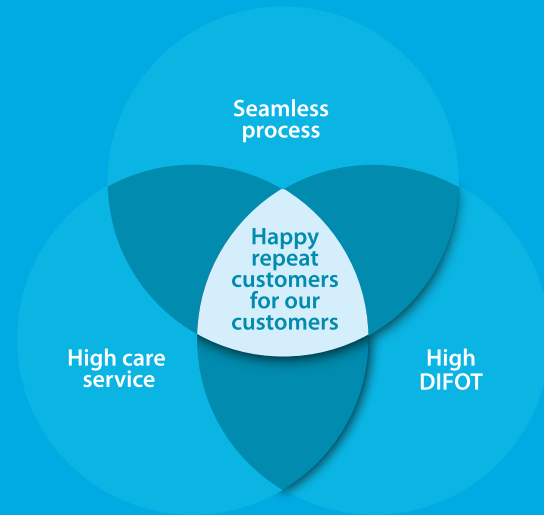 Seamless
process
Happy
repeat
customers
for our
customers
High care
service
High
DIFOT